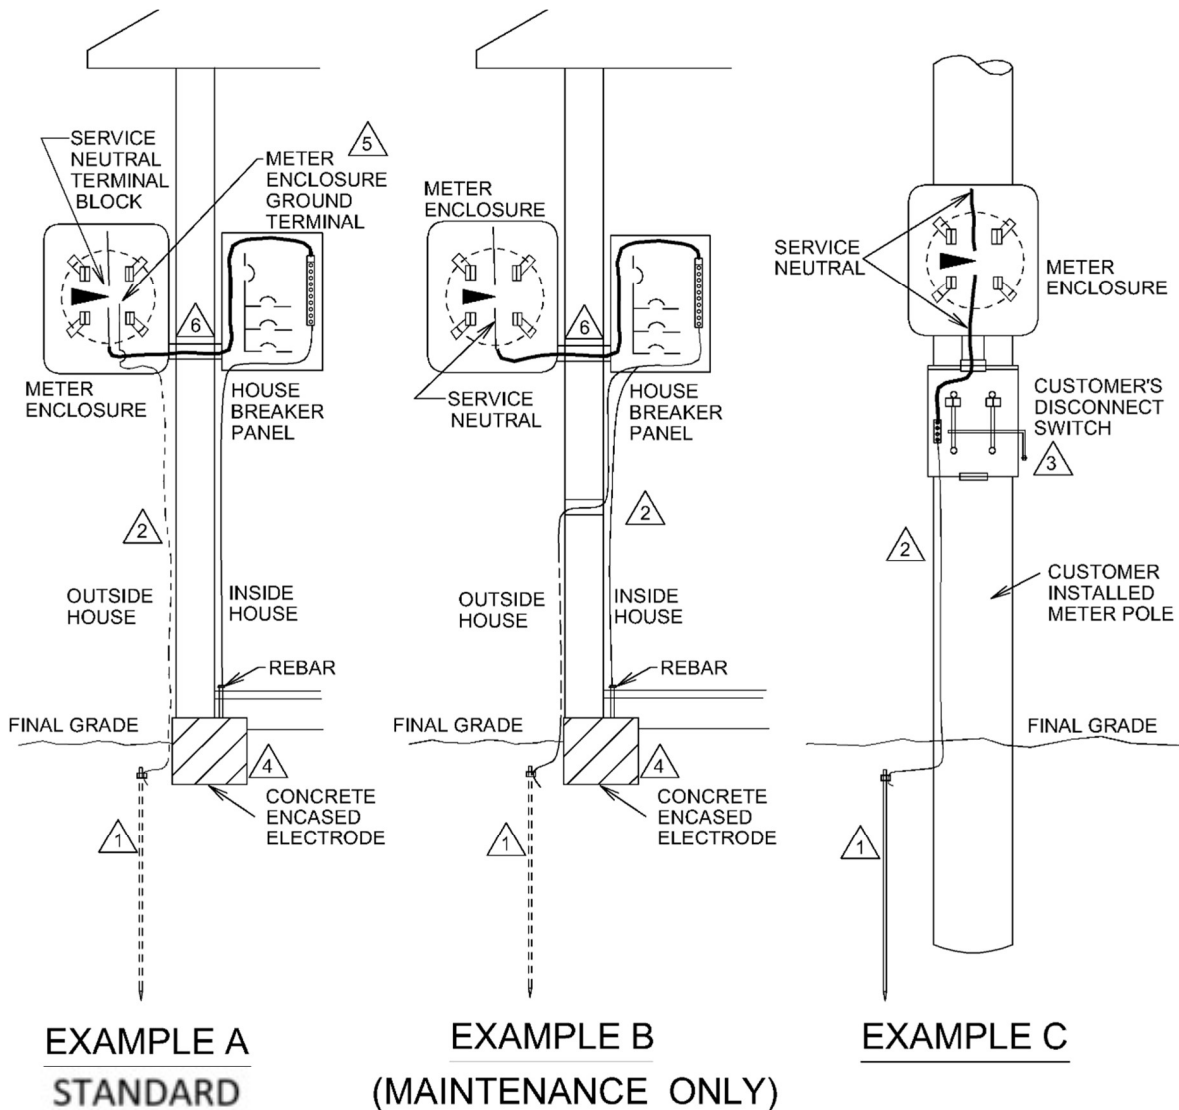 SERVICE
NEUTRAL
TERMINAL
BLOCK
5
METER
ENCLOSURE
GROUND
TERMINAL
6
METER
ENCLOSURE
HOUSE
BREAKER
PANEL
2
OUTSIDE
HOUSE
INSIDE
HOUSE
REBAR
FINAL GRADE
4
CONCRETE
ENCASED
ELECTRODE
1
EXAMPLE A
STANDARD
METER
ENCLOSURE
6
SERVICE
NEUTRAL
HOUSE
BREAKER
PANEL
2
OUTSIDE
HOUSE
INSIDE
HOUSE
REBAR
FINAL GRADE
4
CONCRETE
ENCASED
ELECTRODE
1
EXAMPLE B
(MAINTENANCE ONLY)
SERVICE
NEUTRAL
METER
ENCLOSURE
CUSTOMER'S
DISCONNECT
SWITCH
3
2
CUSTOMER
INSTALLED
METER POLE
FINAL GRADE
1
EXAMPLE C